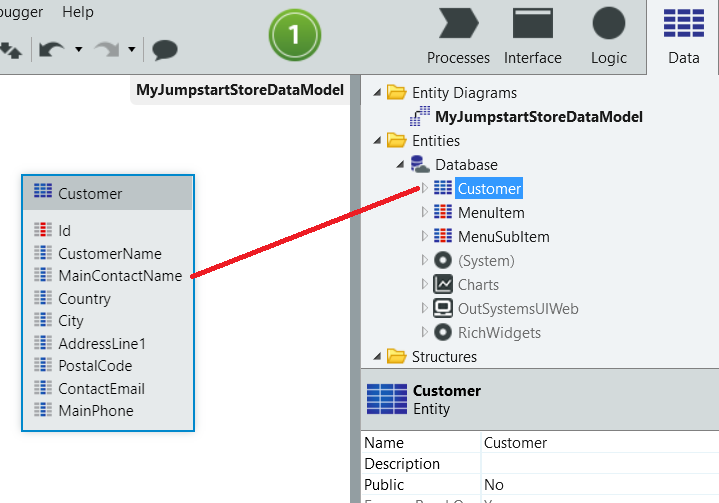 bugger Help
1
Processes Interface Logic Data
MyJumpstartStoreDataModel
Customer
Id
CustomerName
MainContactName
Country
City
AddressLine1
PostalCode
ContactEmail
MainPhone
Entity Diagrams
MyJumpstartStoreDataModel
Entities
Database
Customer
MenuItem
MenuSubItem
(System)
Charts
OutSystemsUIWeb
RichWidgets
Structures
Customer
Entity
Name Customer
Description
Public No